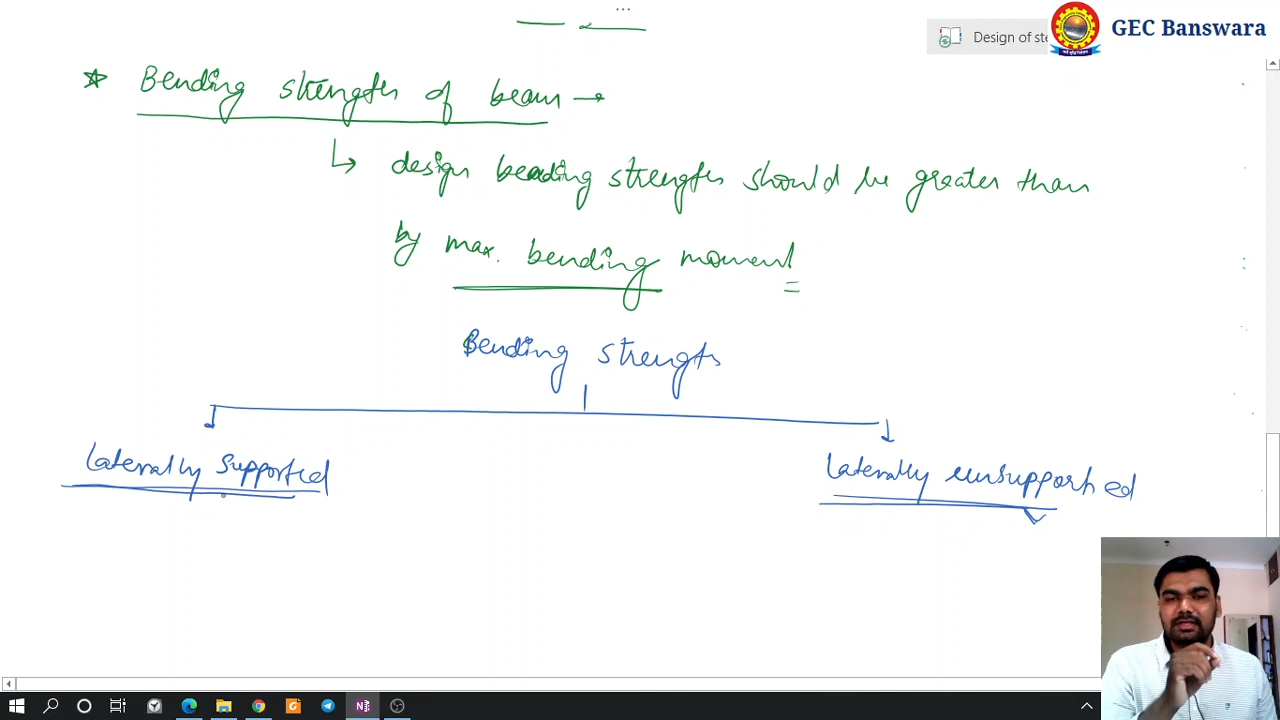 Design of ste
GEC Banswara
Bending strength of beam →
↳ design bending strength should be greater than
by max. bending moment
Bending strength
Laterally supported
Laterally unsupported